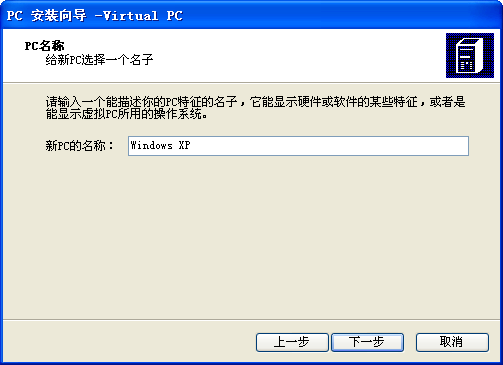 PC 安装向导 -Virtual PC
PC名称
给新PC选择一个名子
请输入一个能描述你的PC特征的名子，它能显示硬件或软件的某些特征，或者是
能显示虚拟PC所用的操作系统。
新PC的名称： Windows XP
上一步 下一步 取消